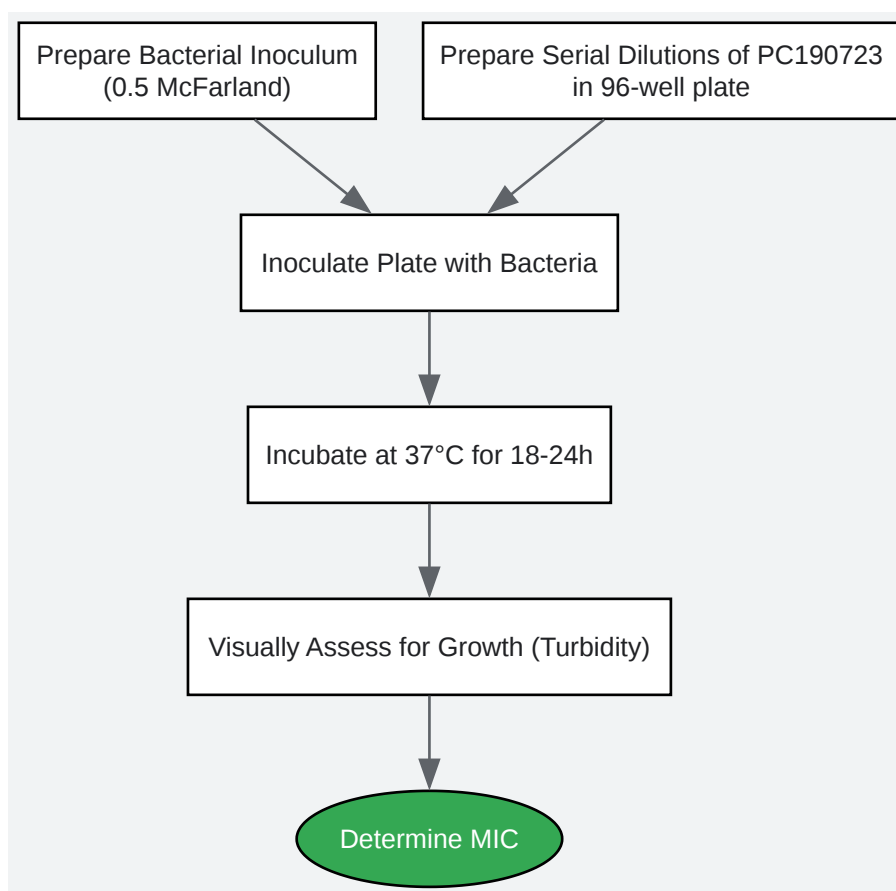 Prepare Bacterial Inoculum
(0.5 McFarland)
Prepare Serial Dilutions of PC190723
in 96-well plate
Inoculate Plate with Bacteria
Incubate at 37°C for 18-24h
Visually Assess for Growth (Turbidity)
Determine MIC